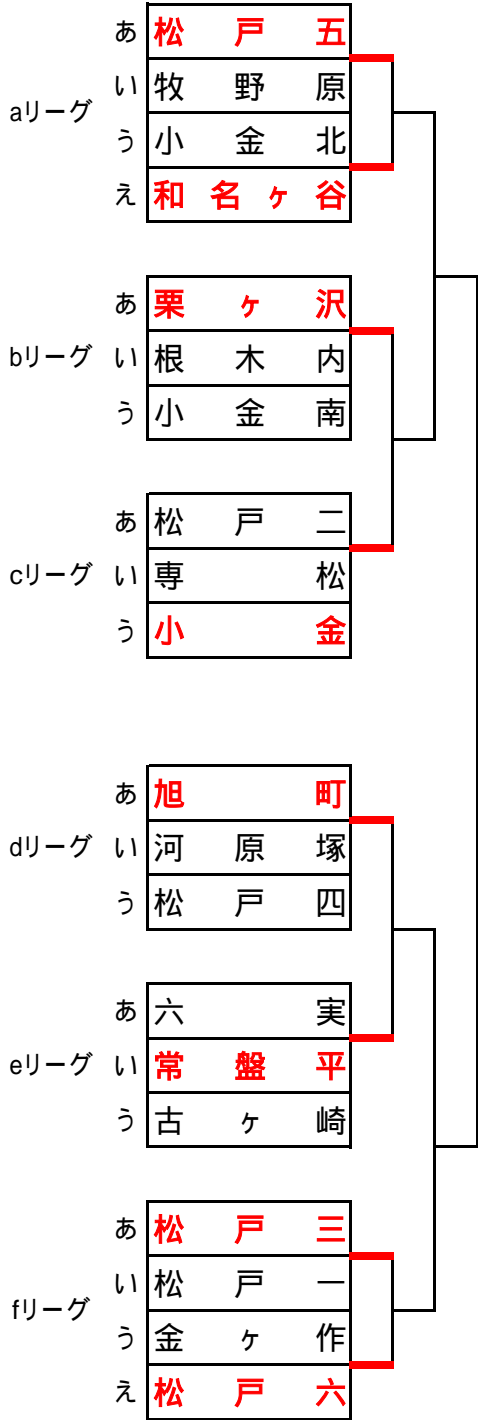 あ 松戸五
い 牧野原
aリーグ
う 小金北
え 和名ヶ谷
あ 栗ヶ沢
bリーグ い 根木内
う 小金南
あ 松戸二
cリーグ い 専松
う 小金
あ 旭町
dリーグ い 河原塚
う 松戸四
あ 六実
eリーグ い 常盤平
う 古ヶ崎
あ 松戸三
い 松戸一
fリーグ
う 金ヶ作
え 松戸六